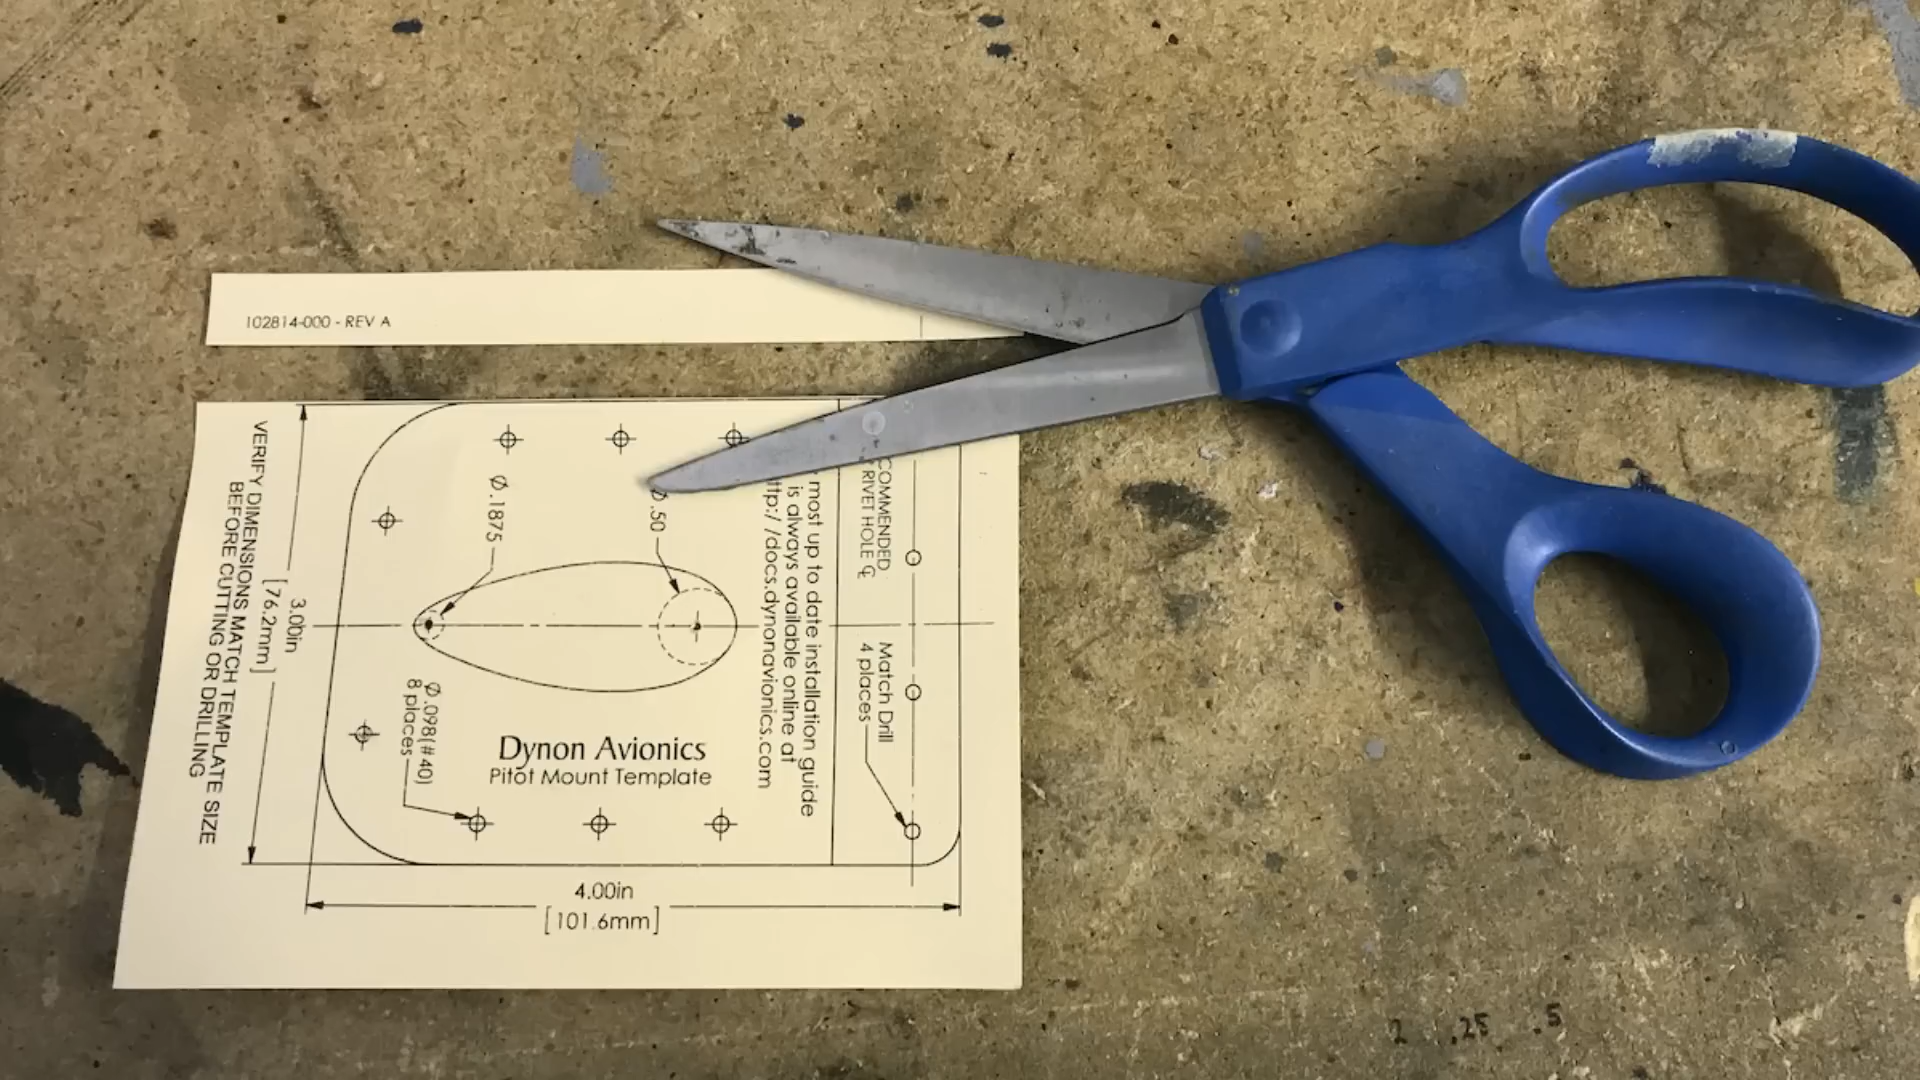 102814-000 - REV A
VERIFY DIMENSIONS MATCH TEMPLATE SIZE
BEFORE CUTTING OR DRILLING
3.00in
[76.2mm]
Ø.1875
.50
Ø.098(#40)
8 places
Dynon Avionics
Pitot Mount Template
most up to date installation guide
is always available online at
ttp://docs.dynonavionics.com
COMMENDED
RIVET HOLE ℄
Match Drill
4 places
4.00in
[101.6mm]
2 .25 .5